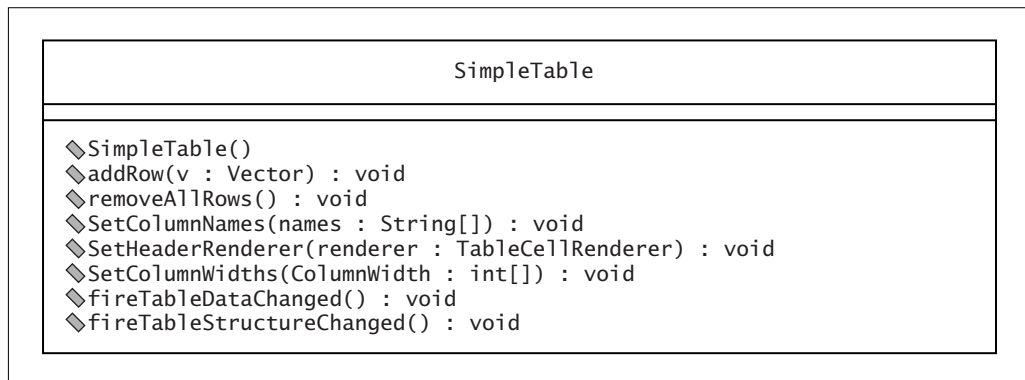 SimpleTable
SimpleTable()
addRow(v : Vector) : void
removeAllRows() : void
SetColumnNames(names : String[]) : void
SetHeaderRenderer(renderer : TableCellRenderer) : void
SetColumnWidths(ColumnWidth : int[]) : void
fireTableDataChanged() : void
fireTableStructureChanged() : void